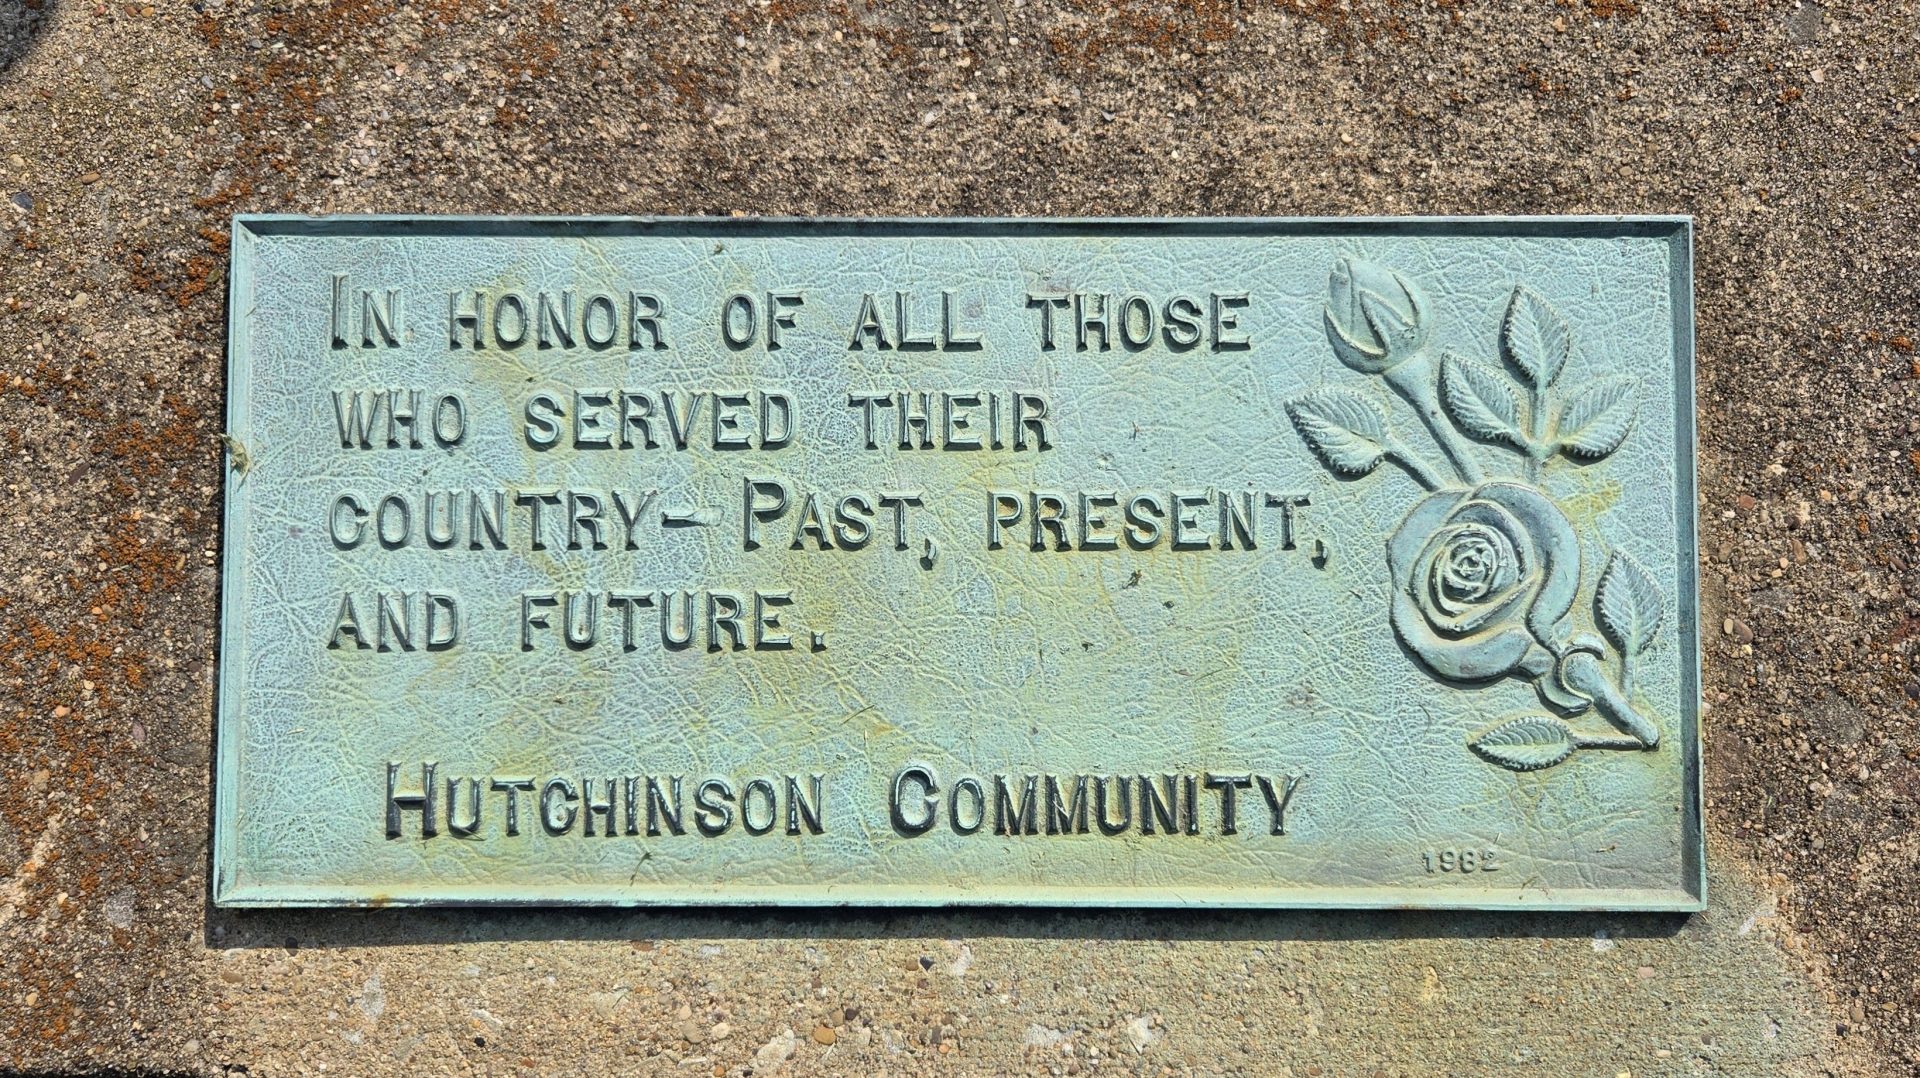 In honor of all those
who served their
country— Past, present,
and future.
Hutchinson Community
1982